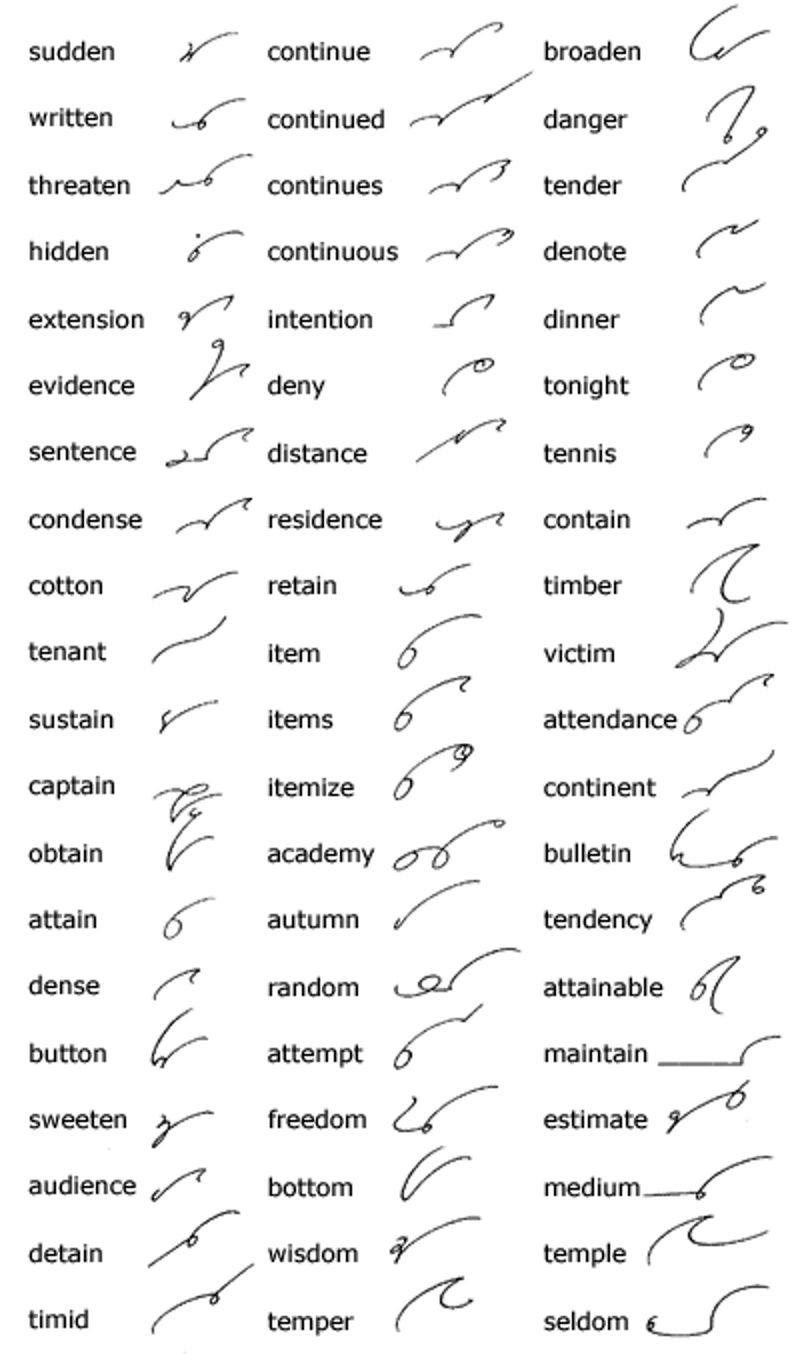 sudden continue broaden
written continued danger
threaten continues tender
hidden continuous denote
extension intention dinner
evidence deny tonight
sentence distance tennis
condense residence contain
cotton retain timber
tenant item victim
sustain items attendance
captain itemize continent
obtain academy bulletin
attain autumn tendency
dense random attainable
button attempt maintain
sweeten freedom estimate
audience bottom medium
detain wisdom temple
timid temper seldom